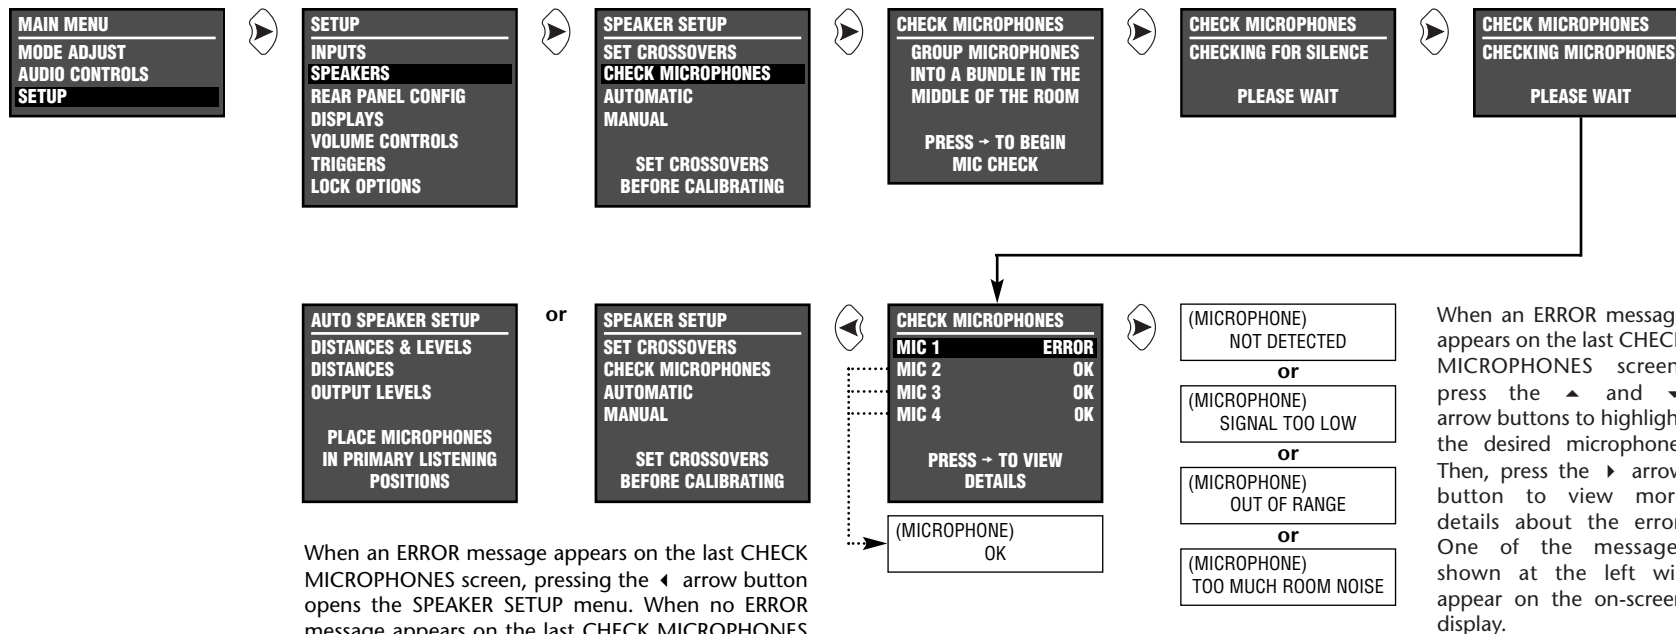 MAIN MENU
MODE ADJUST
AUDIO CONTROLS
SETUP
SETUP
INPUTS
SPEAKERS
REAR PANEL CONFIG
DISPLAYS
VOLUME CONTROLS
TRIGGERS
LOCK OPTIONS
SPEAKER SETUP
SET CROSSOVERS
CHECK MICROPHONES
AUTOMATIC
MANUAL
SET CROSSOVERS
BEFORE CALIBRATING
CHECK MICROPHONES
GROUP MICROPHONES
INTO A BUNDLE IN THE
MIDDLE OF THE ROOM
PRESS → TO BEGIN
MIC CHECK
CHECK MICROPHONES
CHECKING FOR SILENCE
PLEASE WAIT
CHECK MICROPHONES
CHECKING MICROPHONES
PLEASE WAIT
AUTO SPEAKER SETUP
DISTANCES & LEVELS
DISTANCES
OUTPUT LEVELS
PLACE MICROPHONES
IN PRIMARY LISTENING
POSITIONS
or
SPEAKER SETUP
SET CROSSOVERS
CHECK MICROPHONES
AUTOMATIC
MANUAL
SET CROSSOVERS
BEFORE CALIBRATING
CHECK MICROPHONES
MIC 1 ERROR
MIC 2 OK
MIC 3 OK
MIC 4 OK
PRESS → TO VIEW
DETAILS
(MICROPHONE)
OK
(MICROPHONE)
NOT DETECTED
or
(MICROPHONE)
SIGNAL TOO LOW
or
(MICROPHONE)
OUT OF RANGE
or
(MICROPHONE)
TOO MUCH ROOM NOISE
When an ERROR messag
appears on the last CHEC
MICROPHONES screen
press the ▲ and ▼
arrow buttons to highligh
the desired microphone
Then, press the ▶ arrow
button to view mor
details about the error
One of the message
shown at the left wi
appear on the on-screen
display.
When an ERROR message appears on the last CHECK
MICROPHONES screen, pressing the ◀ arrow button
opens the SPEAKER SETUP menu. When no ERROR
message appears on the last CHECK MICROPHONES